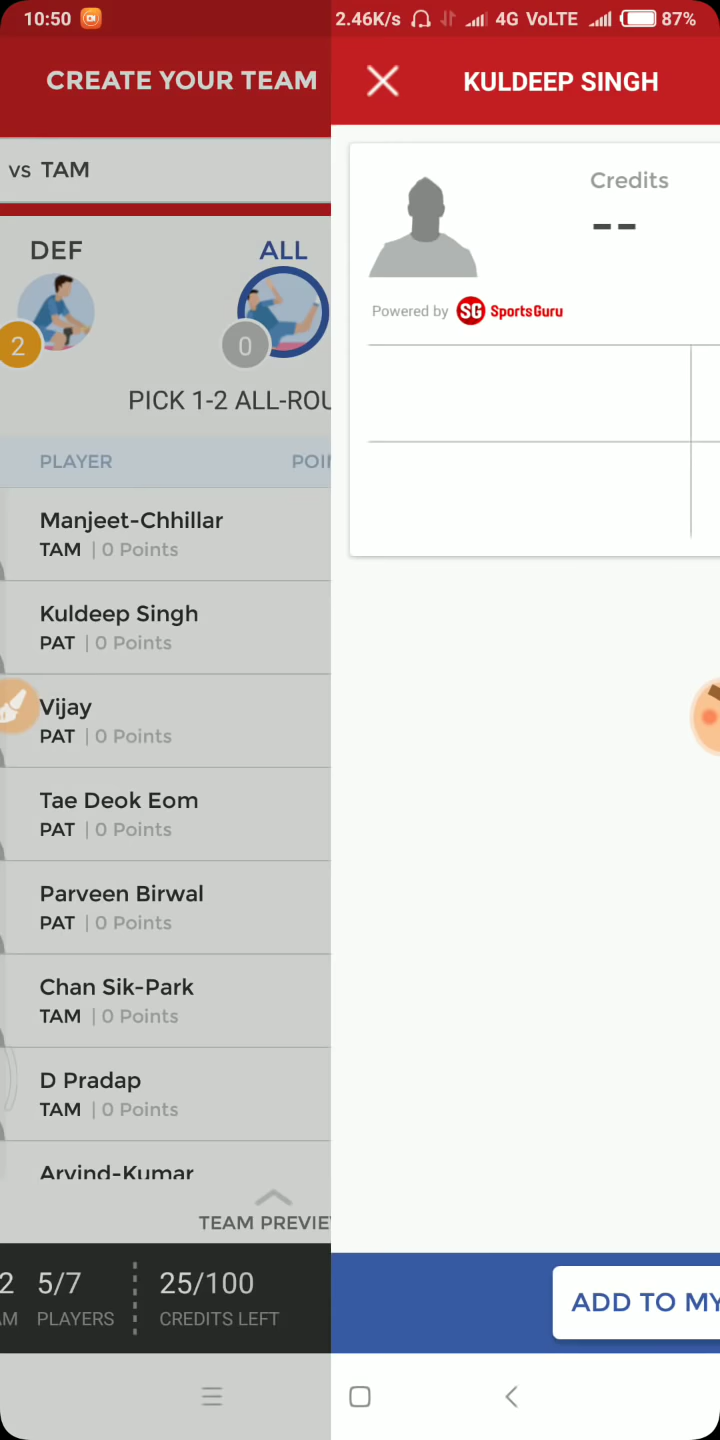 10:50
2.46K/s 4G VoLTE 87%
CREATE YOUR TEAM
KULDEEP SINGH
vs TAM
Credits
--
DEF
ALL
2
0
Powered by SG SportsGuru
PICK 1-2 ALL-ROU
PLAYER POI
Manjeet-Chhillar
TAM | 0 Points
Kuldeep Singh
PAT | 0 Points
Vijay
PAT | 0 Points
Tae Deok Eom
PAT | 0 Points
Parveen Birwal
PAT | 0 Points
Chan Sik-Park
TAM | 0 Points
D Pradap
TAM | 0 Points
Arvind-Kumar
TEAM PREVIE
2 5/7 25/100
AM PLAYERS CREDITS LEFT
ADD TO MY